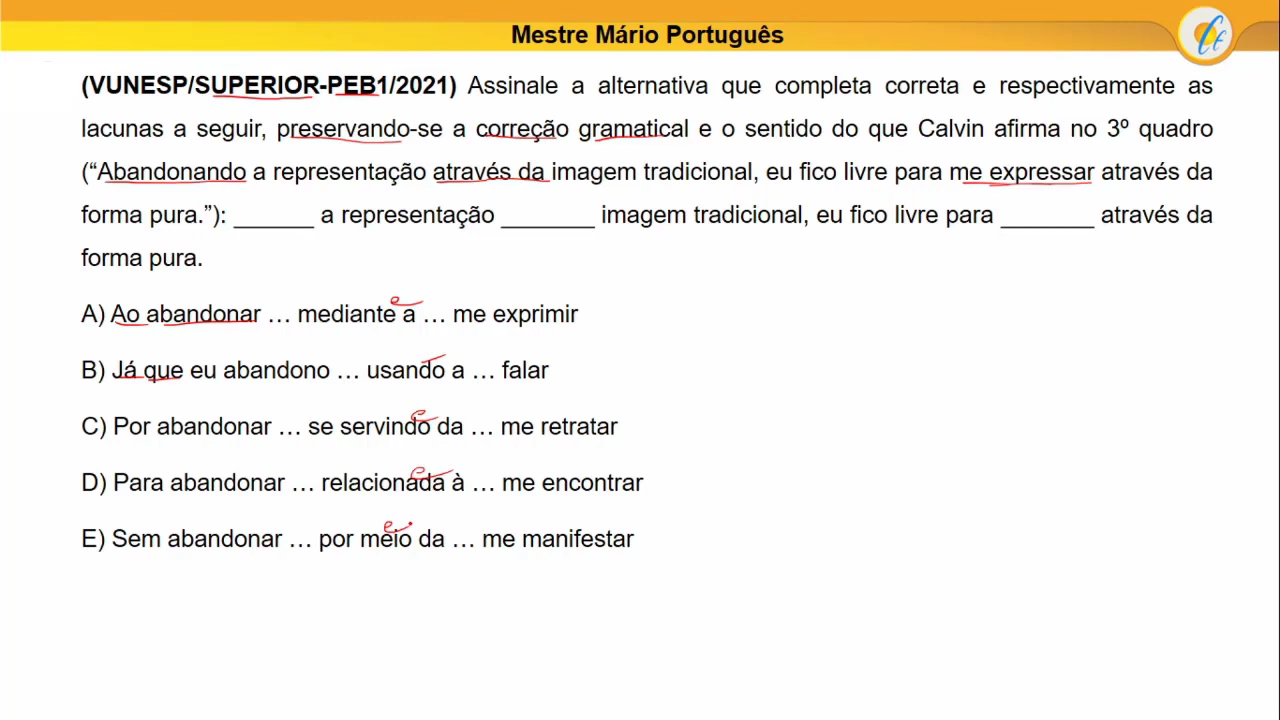 Mestre Mário Português
(VUNESP/SUPERIOR-PEB1/2021) Assinale a alternativa que completa correta e respectivamente as
lacunas a seguir, preservando-se a correção gramatical e o sentido do que Calvin afirma no 3º quadro
(“Abandonando a representação através da imagem tradicional, eu fico livre para me expressar através da
forma pura.”): ______ a representação _______ imagem tradicional, eu fico livre para _______ através da
forma pura.
A) Ao abandonar … mediante a … me exprimir
B) Já que eu abandono … usando a … falar
C) Por abandonar … se servindo da … me retratar
D) Para abandonar … relacionada à … me encontrar
E) Sem abandonar … por meio da … me manifestar